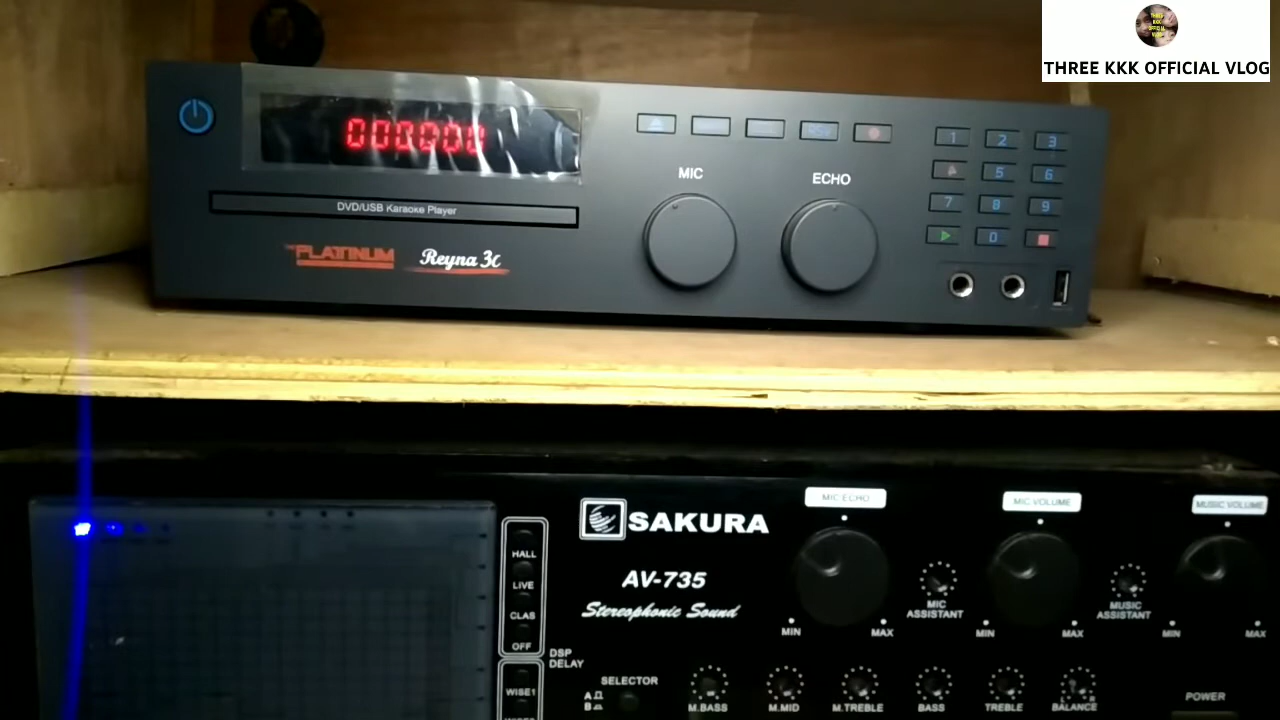 THREE KKK OFFICIAL VLOG
000000
MIC
ECHO
1 2 3
5 6
7 8 9
0
DVD/USB Karaoke Player
PLATINUM
Reyna 3
SAKURA
AV-735
Stereophonic Sound
MIC ECHO
MIC VOLUME
MUSIC VOLUME
HALL
LIVE
CLAS
OFF
DSP
DELAY
WISE1
MIN
MAX
MIC
ASSISTANT
MIN
MAX
MUSIC
ASSISTANT
MIN
MAX
SELECTOR
A
B
M.BASS
M.MID
M.TREBLE
BASS
TREBLE
BALANCE
POWER